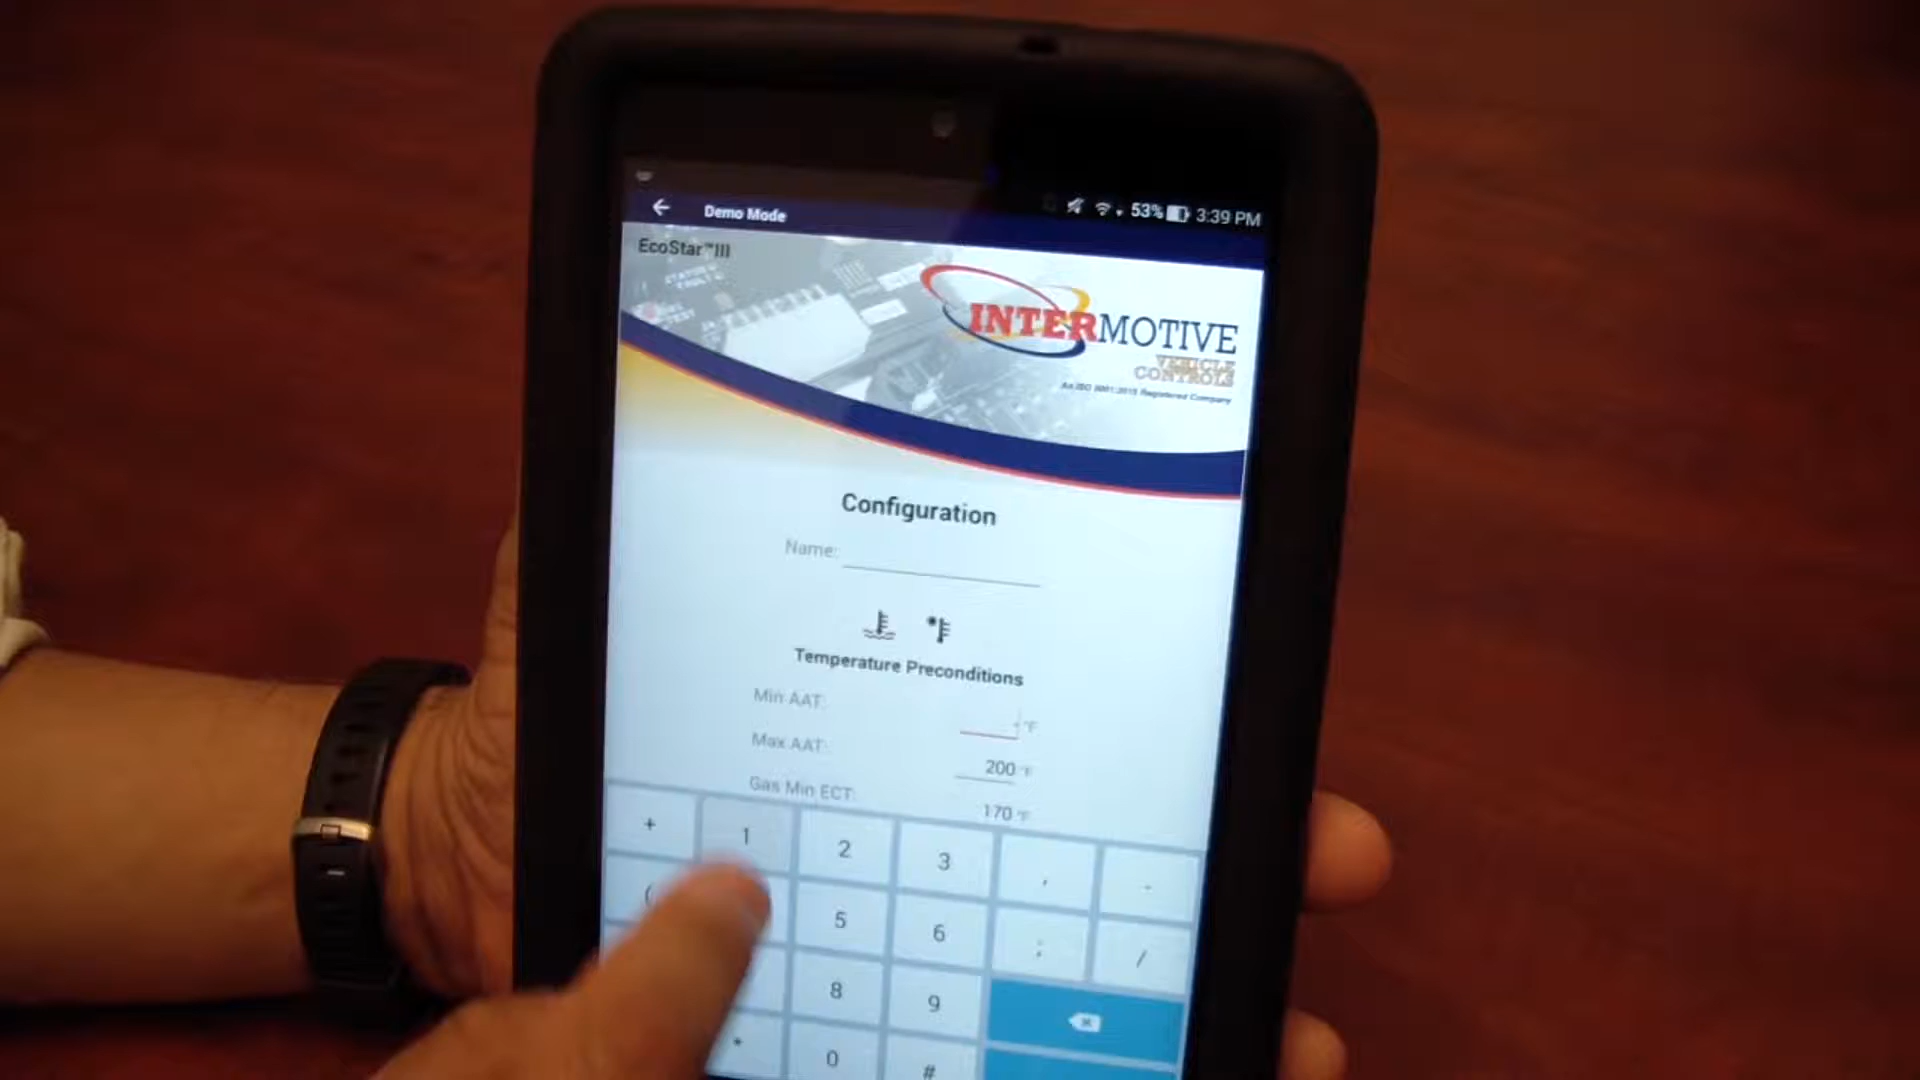 53% 3:39 PM
Demo Mode
EcoStar™III
INTERMOTIVE
VEHICLE
CONTROLS
An ISO 9001:2015 Registered Company
Configuration
Name:
Temperature Preconditions
Min AAT:
- °F
Max AAT:
200 °F
Gas Min ECT:
170 °F
+ 1 2 3 , .
( 5 6 ; /
8 9
* 0 #